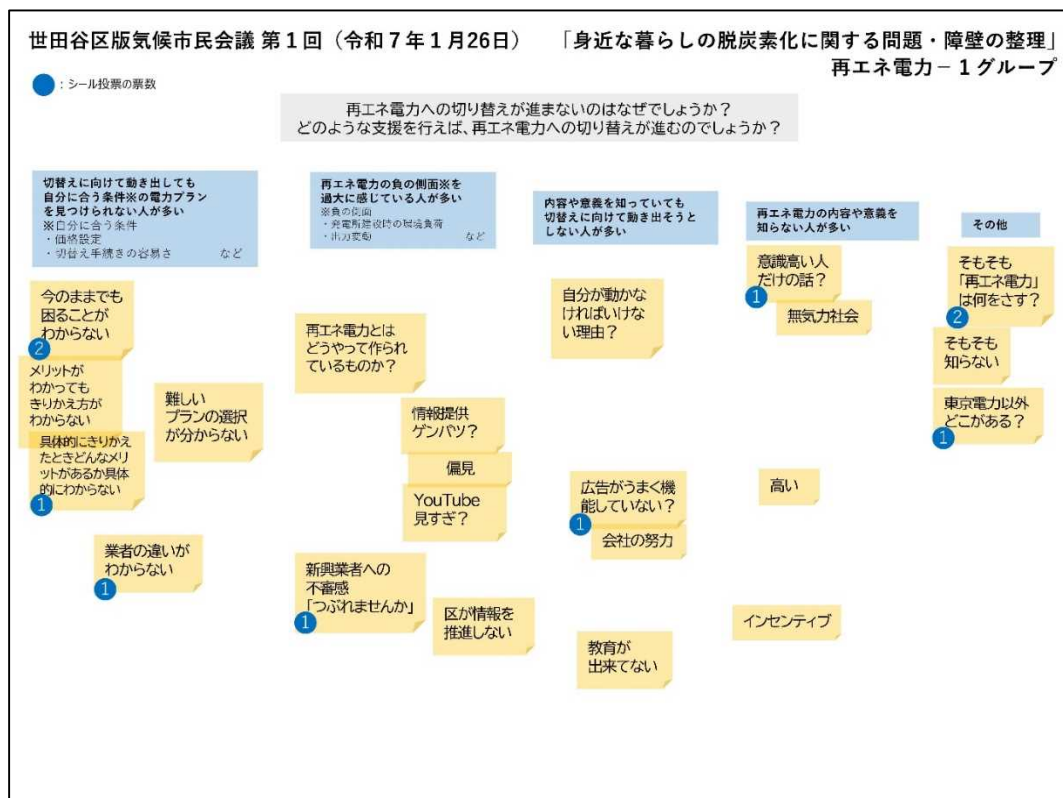 世田谷区版気候市民会議 第1回（令和7年1月26日）　「身近な暮らしの脱炭素化に関する問題・障壁の整理」
再エネ電力－1グループ
：シール投票の票数
再エネ電力への切り替えが進まないのはなぜでしょうか？
どのような支援を行えば、再エネ電力への切り替えが進むのでしょうか？
切替えに向けて動き出しても
自分に合う条件※の電力プラン
を見つけられない人が多い
※自分に合う条件
・価格設定
・切替え手続きの容易さ　など
今のままでも
困ることが
わからない
2
メリットが
わかっても
きりかえ方が
わからない
具体的にきりかえ
たときどんなメリ
ットがあるか具体
的にわからない
1
難しい
プランの選択
が分からない
業者の違いが
わからない
1
再エネ電力の負の側面※を
過大に感じている人が多い
※負の側面
・発電所建設時の環境負荷
・出力変動　など
再エネ電力とは
どうやって作られ
ているものか？
情報提供
ゲンパツ？
偏見
YouTube
見すぎ？
新興業者への
不審感
「つぶれませんか」
1
区が情報を
推進しない
内容や意義を知っていても
切替えに向けて動き出そうと
しない人が多い
自分が動かな
ければいけな
い理由？
広告がうまく機
能していない？
1
会社の努力
教育が
出来てない
再エネ電力の内容や意義を
知らない人が多い
意識高い人
だけの話？
1
無気力社会
高い
インセンティブ
その他
そもそも
「再エネ電力」
は何をさす？
2
そもそも
知らない
東京電力以外
どこがある？
1